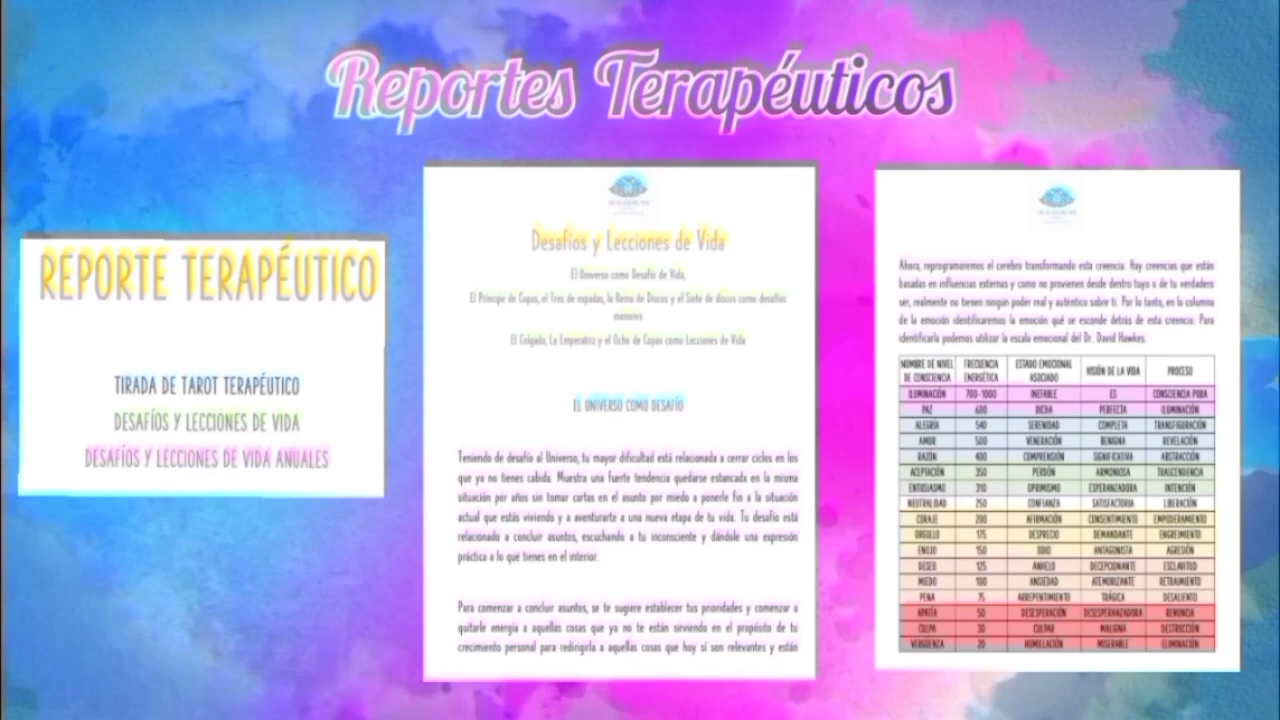 Reportes Terapéuticos
REPORTE TERAPÉUTICO
TIRADA DE TAROT TERAPÉUTICO
DESAFÍOS Y LECCIONES DE VIDA
DESAFÍOS Y LECCIONES DE VIDA ANUALES
Desafíos y Lecciones de Vida
El Universo como Desafío de Vida,
El Príncipe de Copas, el Tres de espadas, la Reina de Discos y el Siete de discos como desafíos
menores
El Colgado, La Emperatriz y el Ocho de Copas como Lecciones de Vida
EL UNIVERSO COMO DESAFÍO
Teniendo de desafío al Universo, tu mayor dificultad está relacionada a cerrar ciclos en los
que ya no tienes cabida. Muestra una fuerte tendencia quedarse estancada en la misma
situación por años sin tomar cartas en el asunto por miedo a ponerle fin a la situación
actual que estás viviendo y a aventurarte a una nueva etapa de tu vida. Tu desafío está
relacionado a concluir asuntos, escuchando a tu inconsciente y dándole una expresión
práctica a lo que tienes en el interior.
Para comenzar a concluir asuntos, se te sugiere establecer tus prioridades y comenzar a
quitarle energía a aquellas cosas que ya no te están sirviendo en el propósito de tu
crecimiento personal para redirigirla a aquellas cosas que hoy sí son relevantes y están
Ahora, reprogramaremos el cerebro transformando esta creencia. Hay creencias que están
basadas en influencias externas y como no provienen desde dentro tuyo o de tu verdadero
ser, realmente no tienen ningún poder real y auténtico sobre ti. Por lo tanto, en la columna
de la emoción identificaremos la emoción qué se esconde detrás de esta creencia. Para
identificarla podemos utilizar la escala emocional del Dr. David Hawkes.
NOMBRE DE NIVEL DE CONSCIENCIA FRECUENCIA ENERGÉTICA ESTADO EMOCIONAL ASOCIADO VISIÓN DE LA VIDA PROCESO
ILUMINACIÓN 700-1000 INEFABLE ES CONSCIENCIA PURA
PAZ 600 DICHA PERFECTA ILUMINACIÓN
ALEGRÍA 540 SERENIDAD COMPLETA TRANSFIGURACIÓN
AMOR 500 VENERACIÓN BENIGNA REVELACIÓN
RAZÓN 400 COMPRENSIÓN SIGNIFICATIVA ABSTRACCIÓN
ACEPTACIÓN 350 PERDÓN ARMONIOSA TRASCENDENCIA
ENTUSIASMO 310 OPTIMISMO ESPERANZADORA INTENCIÓN
NEUTRALIDAD 250 CONFIANZA SATISFACTORIA LIBERACIÓN
CORAJE 200 AFIRMACIÓN CONSENTIMIENTO EMPODERAMIENTO
ORGULLO 175 DESPRECIO DEMANDANTE ENGREIMIENTO
ENOJO 150 ODIO ANTAGONISTA AGRESIÓN
DESEO 125 ANHELO DECEPCIONANTE ESCLAVITUD
MIEDO 100 ANSIEDAD ATEMORIZANTE RETRAIMIENTO
PENA 75 ARREPENTIMIENTO TRÁGICA DESALIENTO
APATÍA 50 DESESPERACIÓN DESESPERANZADORA RENUNCIA
CULPA 30 CULPAR MALIGNA DESTRUCCIÓN
VERGÜENZA 20 HUMILLACIÓN MISERABLE ELIMINACIÓN